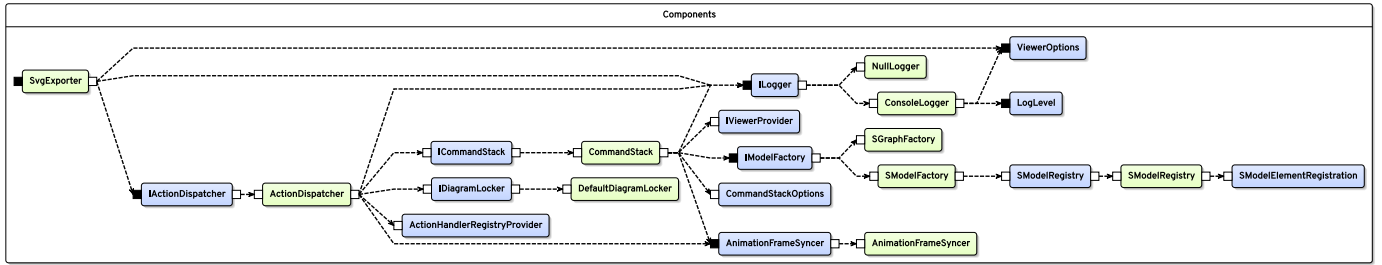 Components
ViewerOptions
NullLogger
SvgExporter
ILogger
ConsoleLogger
LogLevel
IViewerProvider
SGraphFactory
ICommandStack
CommandStack
IModelFactory
SModelFactory
SModelRegistry
SModelRegistry
SModelElementRegistration
IActionDispatcher
ActionDispatcher
IDiagramLocker
DefaultDiagramLocker
CommandStackOptions
ActionHandlerRegistryProvider
AnimationFrameSyncer
AnimationFrameSyncer